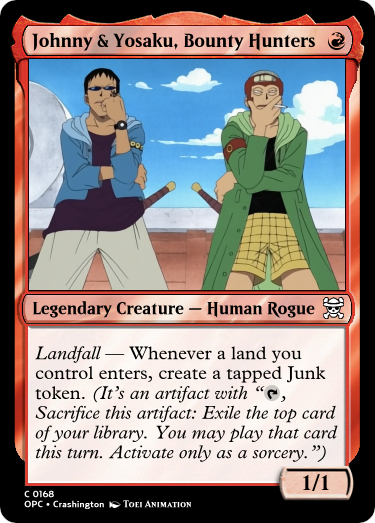 Johnny & Yosaku, Bounty Hunters
Legendary Creature — Human Rogue
Landfall — Whenever a land you
control enters, create a tapped Junk
token. (It's an artifact with “,
Sacrifice this artifact: Exile the top card
of your library. You may play that card
this turn. Activate only as a sorcery.”)
1/1
C 0168
OPC • Crashington Toei Animation